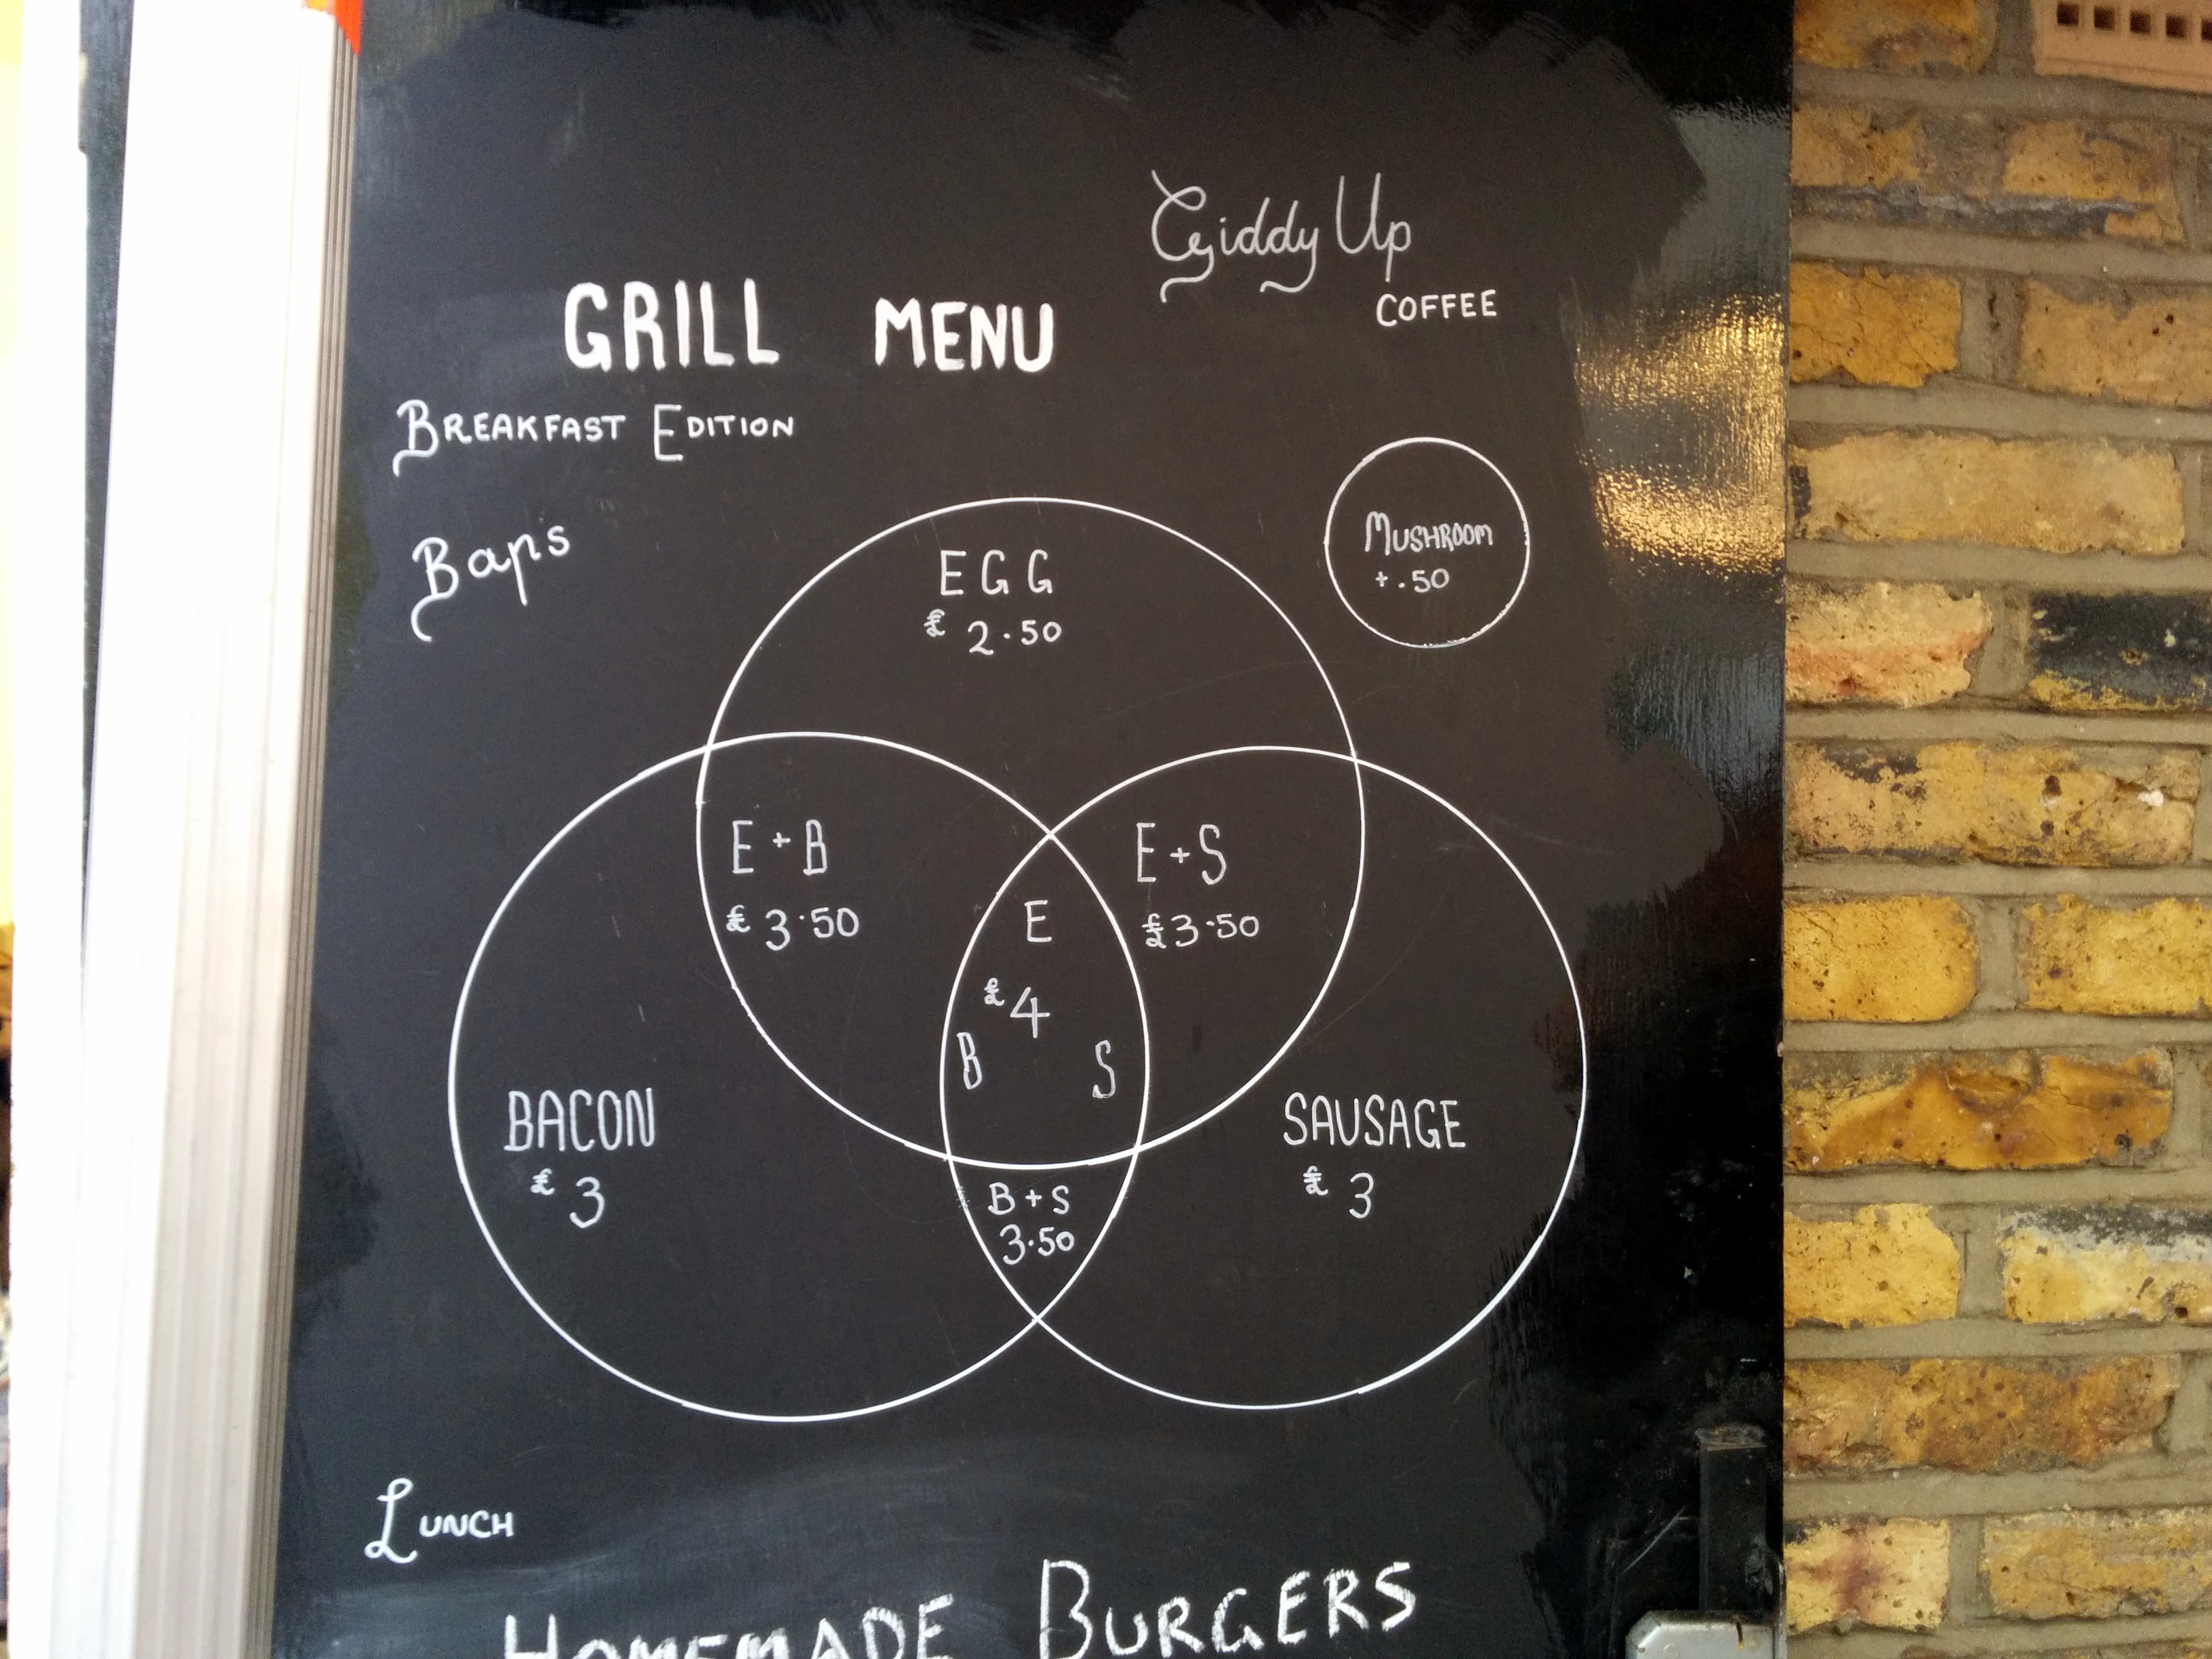 Giddy Up
COFFEE
GRILL MENU
BREAKFAST EDITION
Baps
MUSHROOM
+.50
EGG
£ 2.50
E+B
£ 3.50
E+S
£3.50
E
£4
B S
BACON
£ 3
SAUSAGE
£ 3
B+S
3.50
LUNCH
HOMEMADE BURGERS